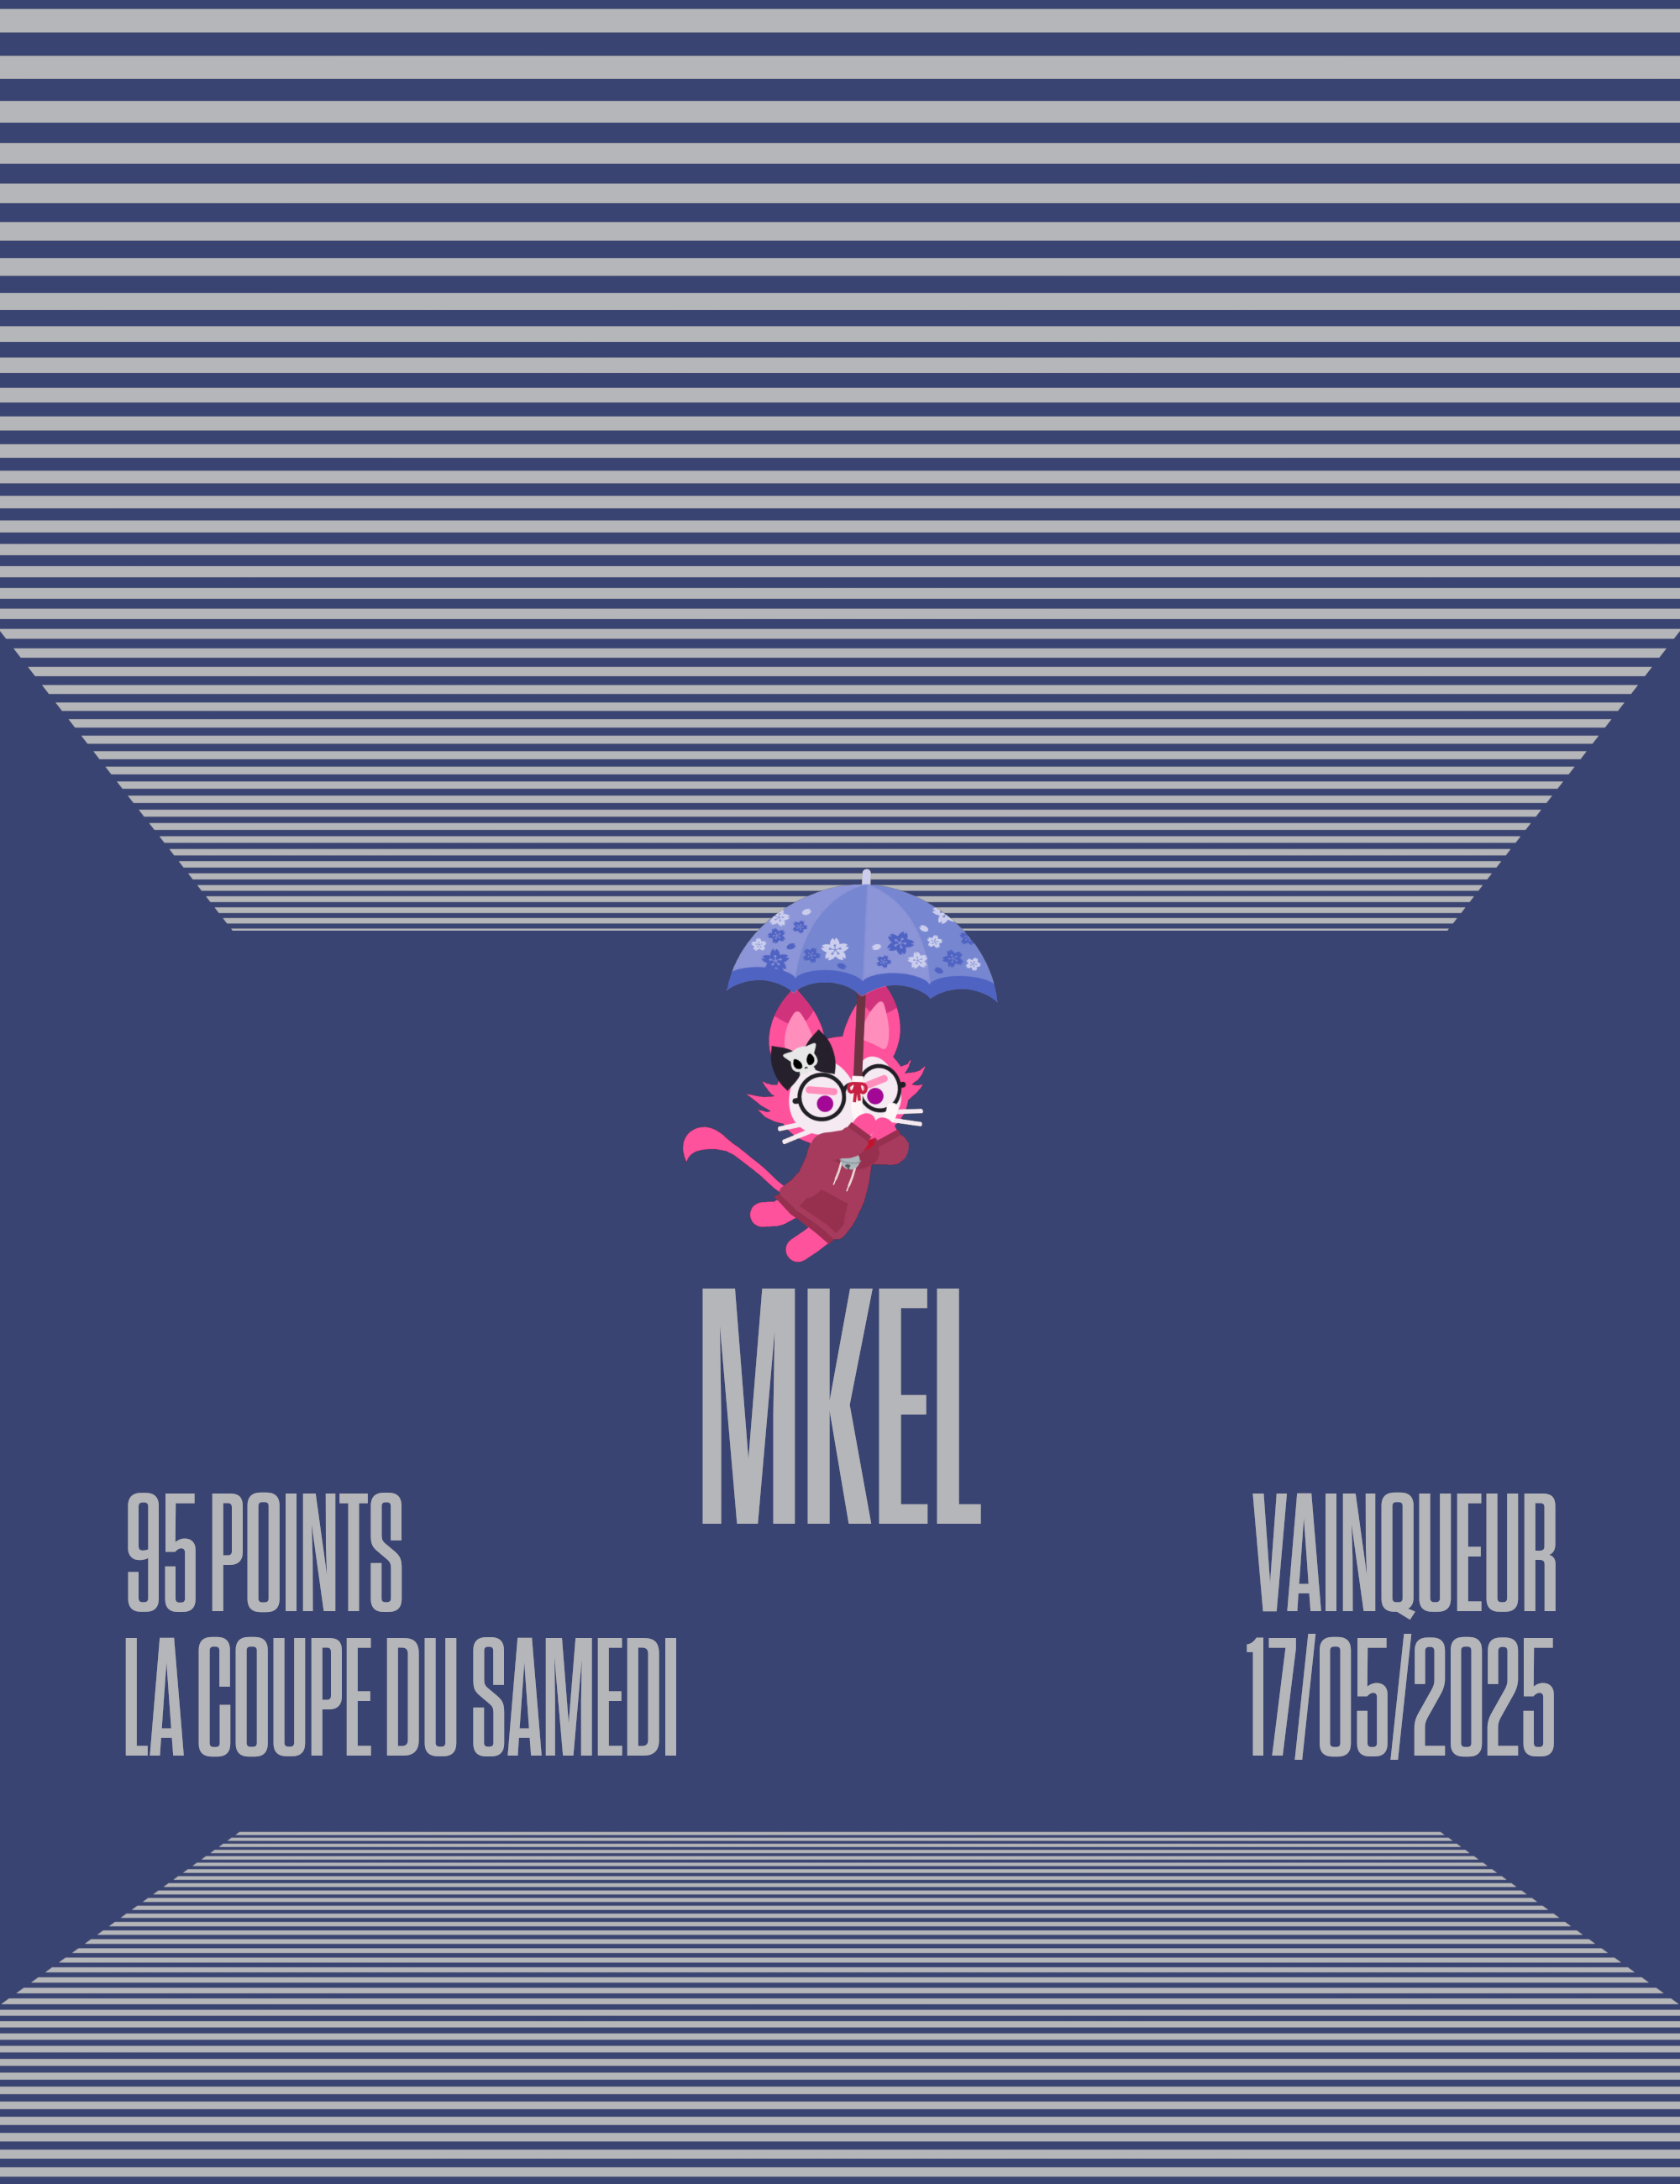 MKEL
95 POINTS
LA COUPE DU SAMEDI
VAINQUEUR
17/05/2025